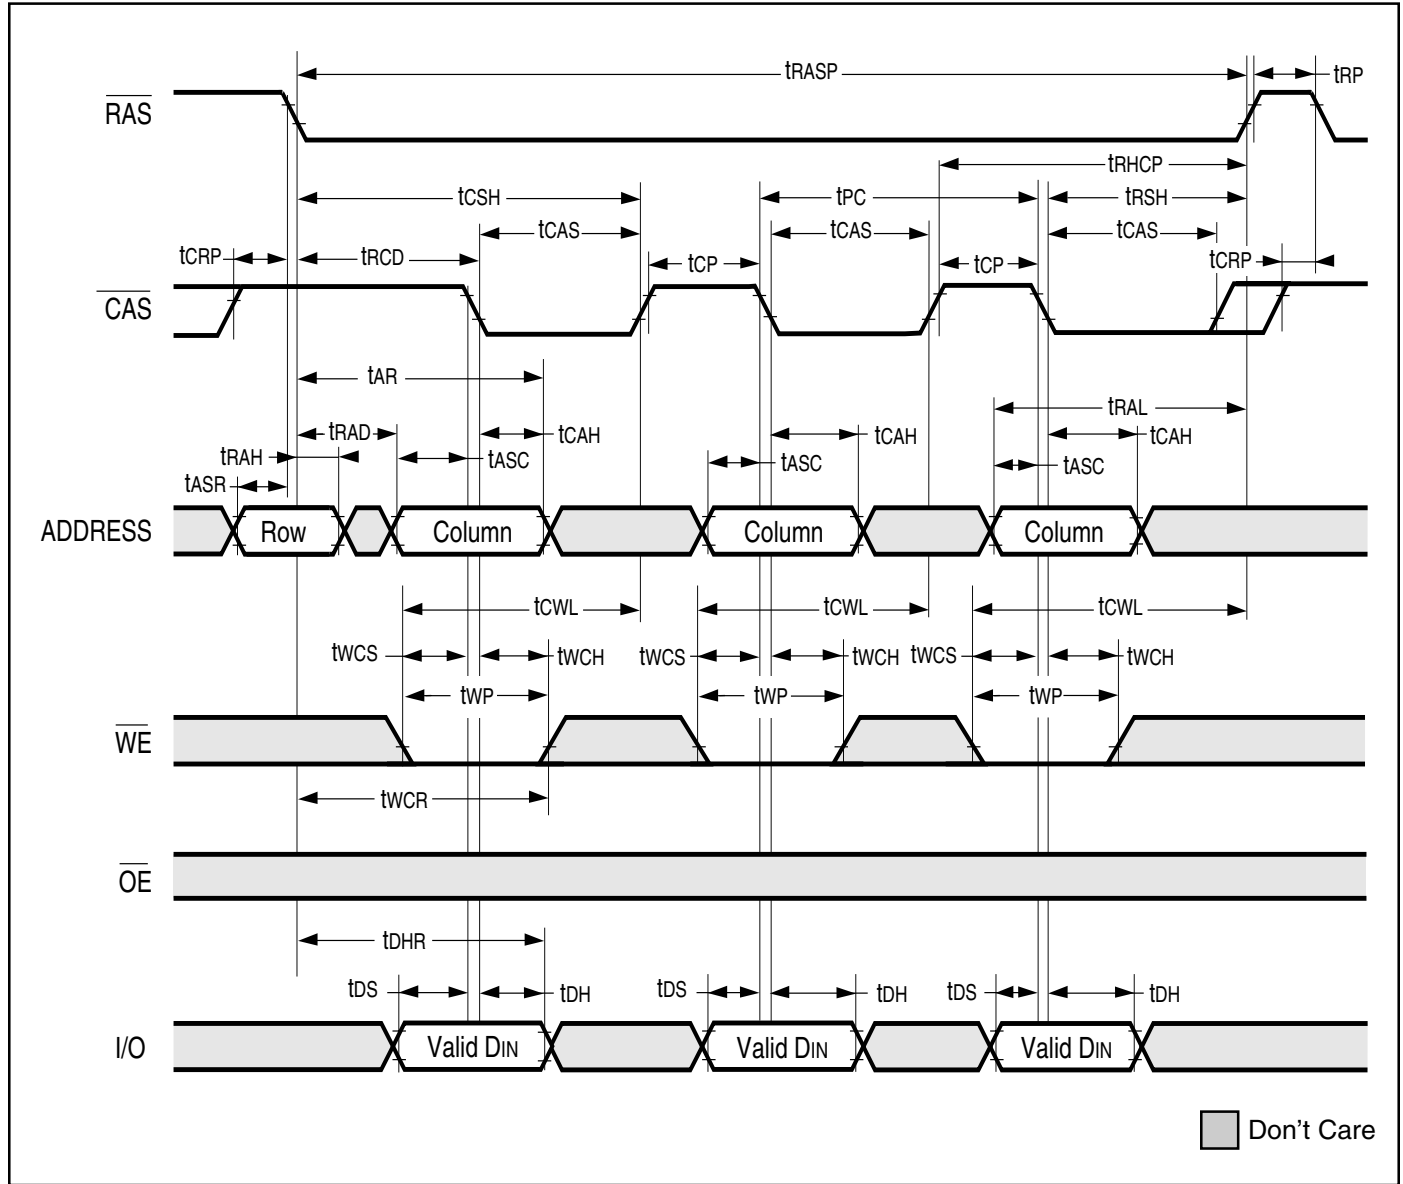 tRASP tRP
RAS
tRHCP
tCSH tPC tRSH
tCAS tCAS tCAS
tCRP tRCD tCP tCP tCRP
CAS
tAR
tRAL
tRAD tCAH tCAH tCAH
tRAH tASC tASC tASC
tASR
ADDRESS Row Column Column Column
tCWL tCWL tCWL
tWCS tWCH tWCS tWCH tWCS tWCH
tWP tWP tWP
WE
tWCR
OE
tDHR
tDS tDH tDS tDH tDS tDH
I/O Valid DIN Valid DIN Valid DIN
Don't Care